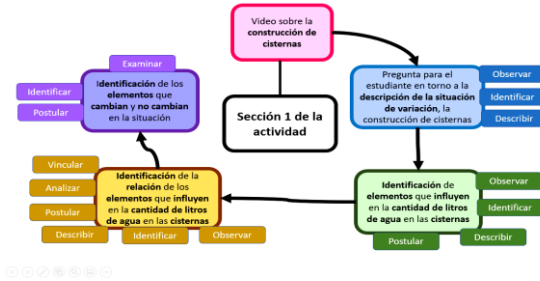 Video sobre la
construcción de
cisternas
Sección 1 de la
actividad
Pregunta para el
estudiante en torno a la
descripción de la situación
de variación, la
construcción de cisternas
Observar
Identificar
Describir
Identificación de
elementos que influyen
en la cantidad de litros
de agua en las cisternas
Observar
Identificar
Describir
Postular
Identificación de la
relación de los
elementos que influyen
en la cantidad de litros
de agua en las cisternas
Vincular
Analizar
Postular
Describir
Identificar
Observar
Identificación de los
elementos que
cambian y no cambian
en la situación
Examinar
Identificar
Postular